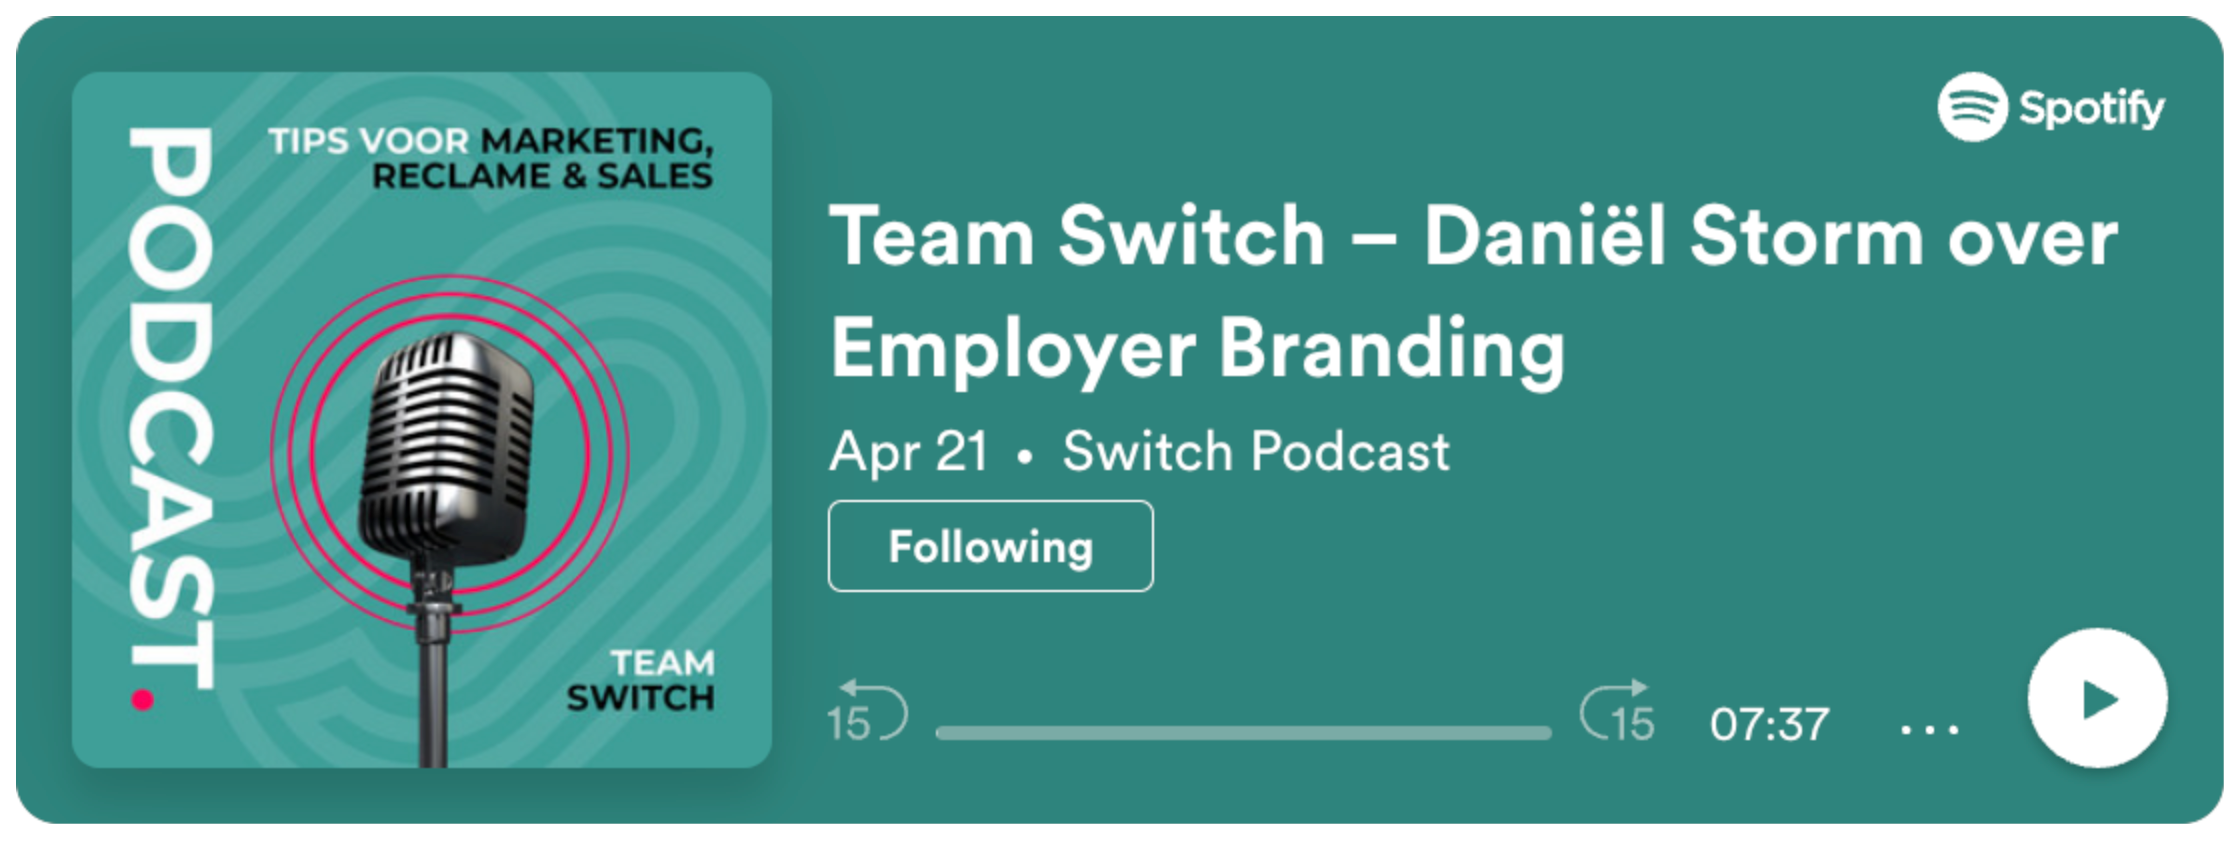 PODCAST.
TIPS VOOR MARKETING,
RECLAME & SALES
TEAM
SWITCH
Spotify
Team Switch – Daniël Storm over
Employer Branding
Apr 21 • Switch Podcast
Following
15
15
07:37